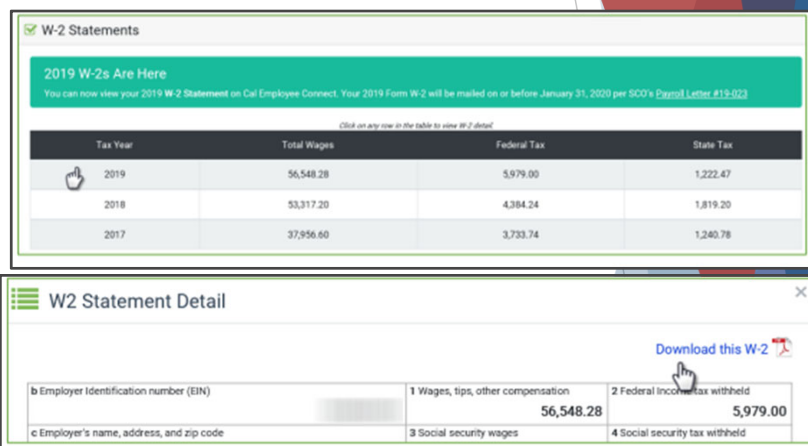 W-2 Statements
2019 W-2s Are Here
You can now view your 2019 W-2 Statement on Cal Employee Connect. Your 2019 Form W-2 will be mailed on or before January 31, 2020 per SCO's Payroll Letter #19-023
Click on any row in the table to view W-2 detail.
Tax Year Total Wages Federal Tax State Tax
2019 56,548.28 5,979.00 1,222.47
2018 53,317.20 4,384.24 1,819.20
2017 37,956.60 3,733.74 1,240.78
W2 Statement Detail
Download this W-2
b Employer Identification number (EIN) 1 Wages, tips, other compensation 2 Federal Income tax withheld
56,548.28 5,979.00
c Employer's name, address, and zip code 3 Social security wages 4 Social security tax withheld